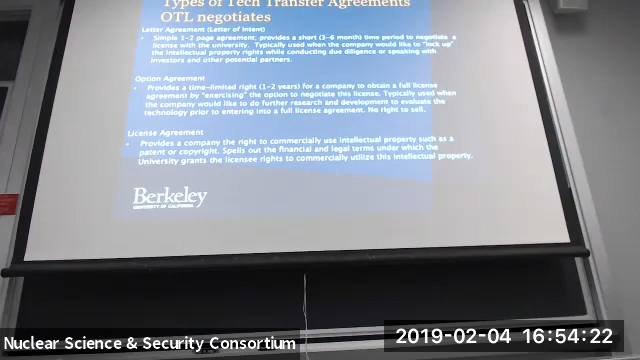 Types of Tech Transfer Agreements
OTL negotiates
Letter Agreement (Letter of Intent)
• Simple 1-2 page agreement; provides a short (3-6 month) time period to negotiate a
license with the university. Typically used when the company would like to "lock up"
the intellectual property rights while conducting due diligence or speaking with
investors and other potential partners.
Option Agreement
• Provides a time-limited right (1-2 years) for a company to obtain a full license
agreement by "exercising" the option to negotiate this license. Typically used when
the company would like to do further research and development to evaluate the
technology prior to entering into a full license agreement. No right to sell.
License Agreement
• Provides a company the right to commercially use intellectual property such as a
patent or copyright. Spells out the financial and legal terms under which the
University grants the licensee rights to commercially utilize this intellectual property.
Berkeley
UNIVERSITY OF CALIFORNIA
Nuclear Science & Security Consortium
2019-02-04 16:54:22